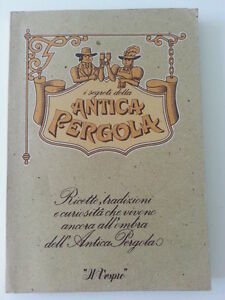 i segreti della
ANTICA
PERGOLA
Ricette, tradizioni
e curiosità che vivono
ancora all'ombra
dell'Antica Pergola
"Il Vespro"